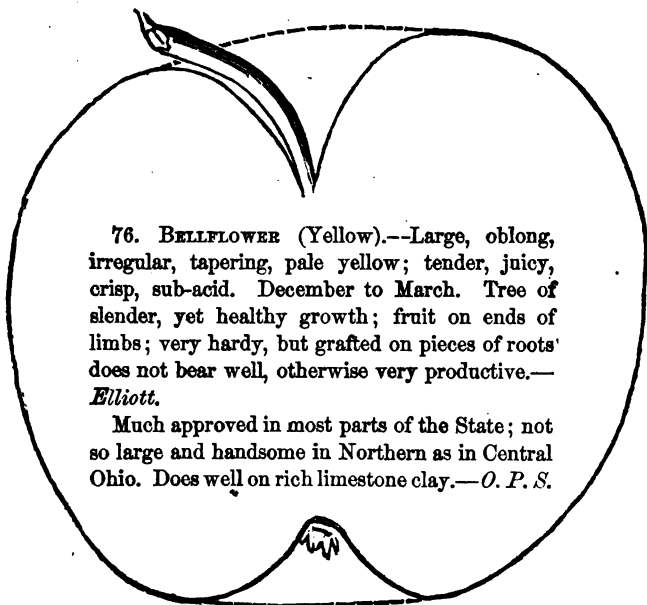 76. BELLFLOWER (Yellow).—Large, oblong,
irregular, tapering, pale yellow; tender, juicy,
crisp, sub-acid. December to March. Tree of
slender, yet healthy growth; fruit on ends of
limbs; very hardy, but grafted on pieces of roots
does not bear well, otherwise very productive.—
Elliott.
Much approved in most parts of the State; not
so large and handsome in Northern as in Central
Ohio. Does well on rich limestone clay.—O. P. S.